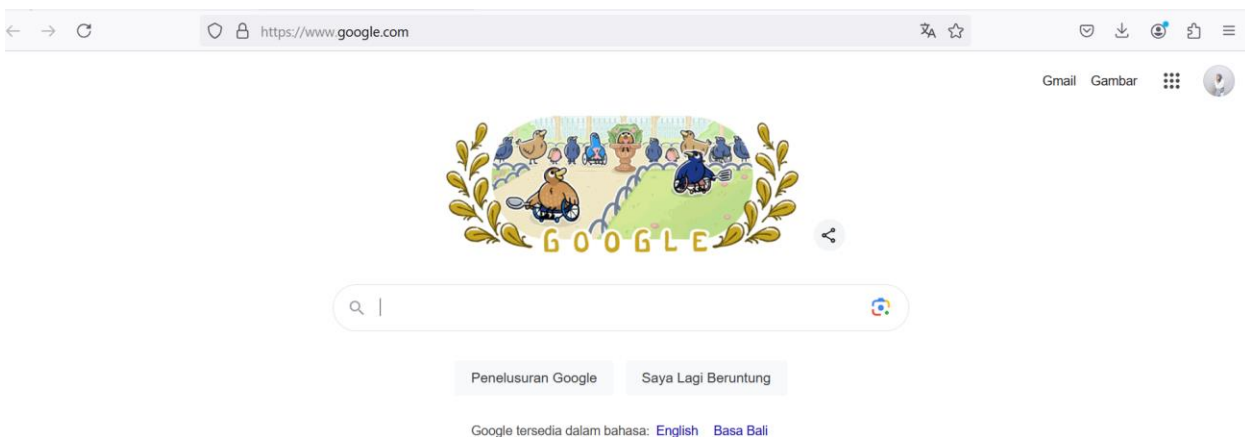 https://www.google.com
Gmail Gambar
GOOGLE
Penelusuran Google Saya Lagi Beruntung
Google tersedia dalam bahasa: English Basa Bali